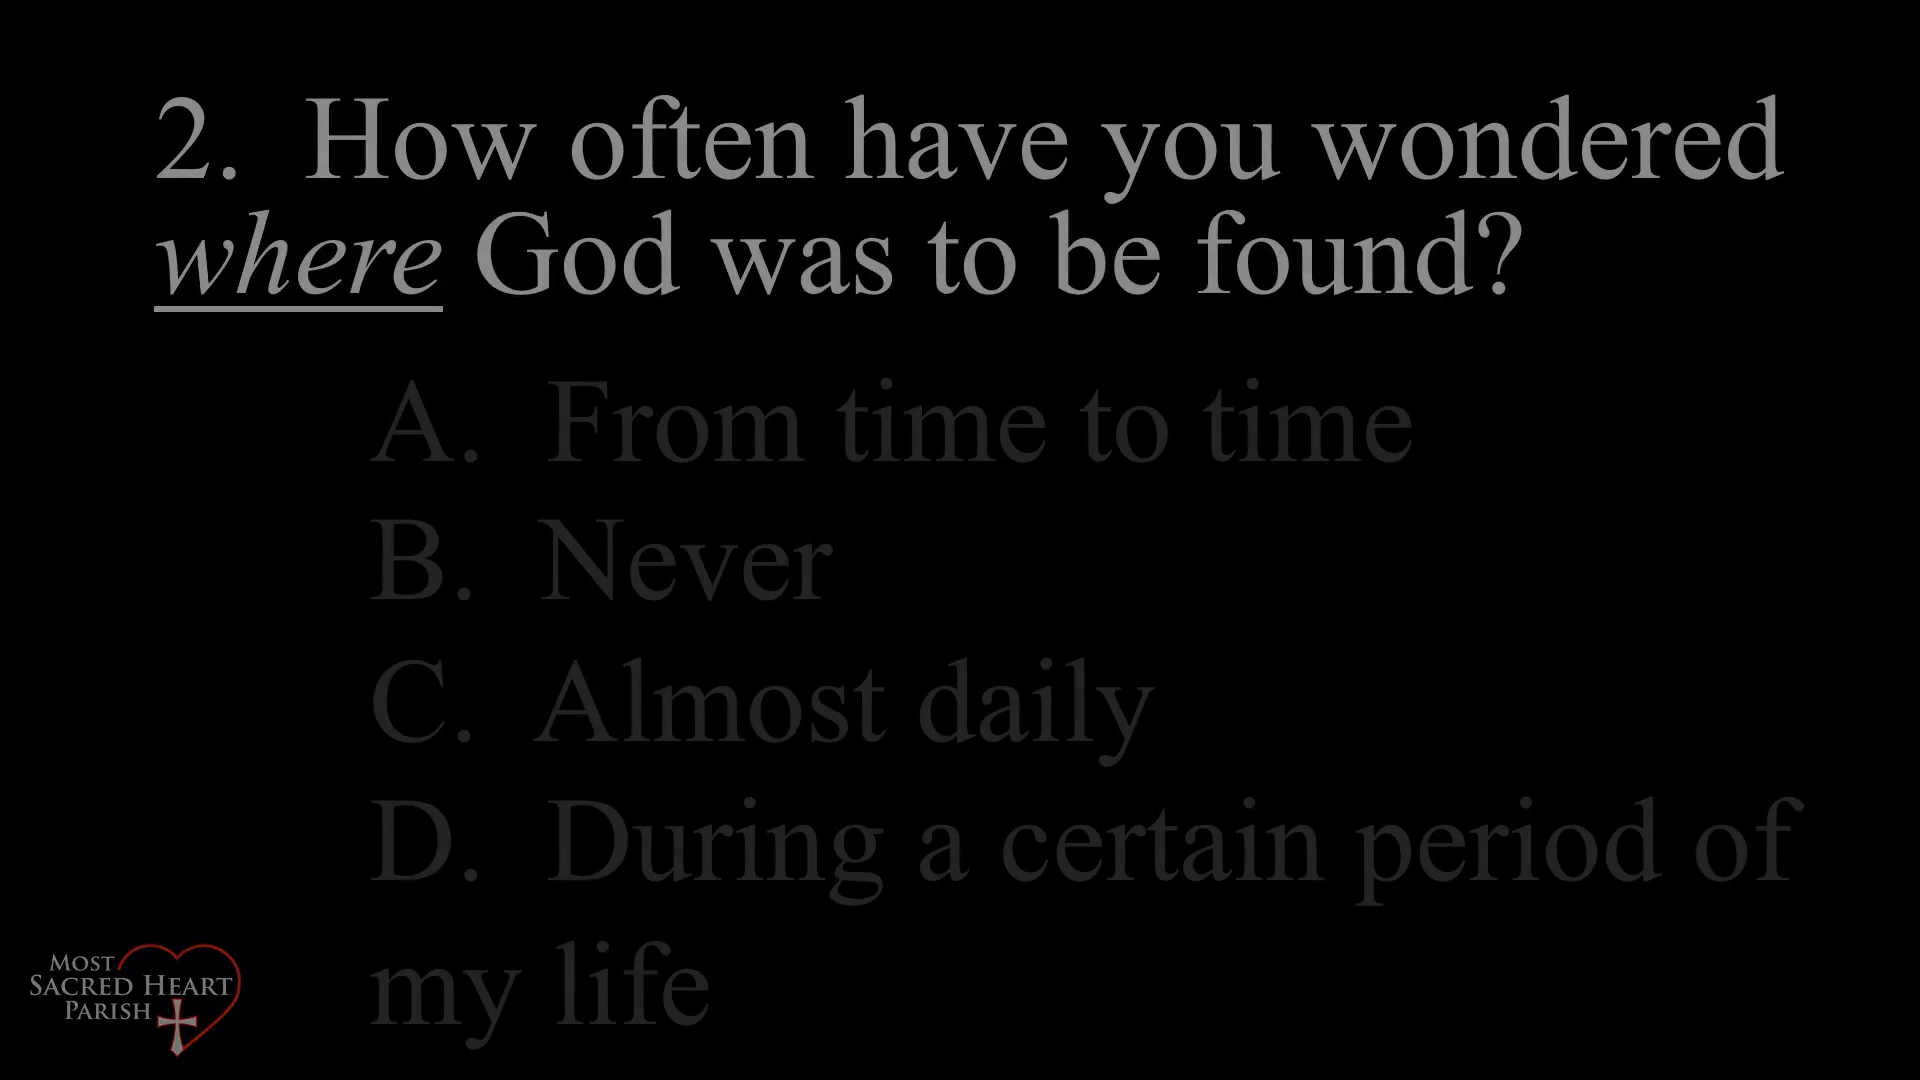 2. How often have you wondered
where God was to be found?
A. From time to time
B. Never
C. Almost daily
D. During a certain period of
my life
MOST
SACRED HEART
PARISH